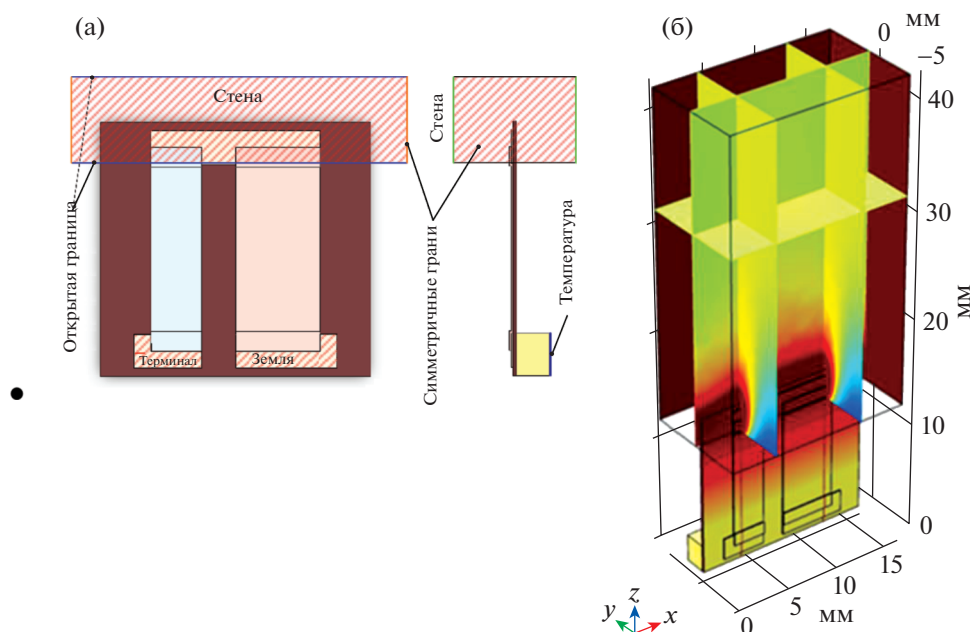 (а)
Стена
Открытая граница
Терминал
Земля
Стена
Симметричные грани
Температура
(б)
мм
0
–5
40
30
20
10
0
мм
15
10
5
0
мм
z
y
x